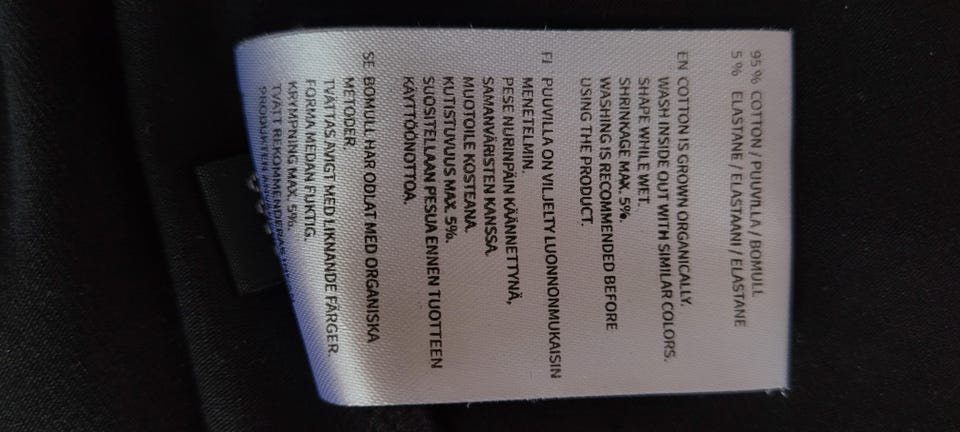 95 % COTTON / PUUVILLA / BOMULL
5 % ELASTANE / ELASTAANI / ELASTANE
EN COTTON IS GROWN ORGANICALLY.
WASH INSIDE OUT WITH SIMILAR COLORS.
SHAPE WHILE WET.
SHRINKAGE MAX. 5%.
WASHING IS RECOMMENDED BEFORE
USING THE PRODUCT.
FI PUUVILLA ON VILJELTY LUONNONMUKAISIN
MENETELMIN.
PESE NURINPÄIN KÄÄNNETTYNÄ,
SAMANVÄRISTEN KANSSA.
MUOTOILE KOSTEANA.
KUTISTUVUUS MAX. 5%.
SUOSITELLAAN PESUA ENNEN TUOTTEEN
KÄYTTÖÖNOTTOA.
SE BOMULL HAR ODLAT MED ORGANISKA
METODER.
TVÄTTAS AVIGT MED LIKNANDE FÄRGER.
FORMA MEDAN FUKTIG.
KRYMPNING MAX. 5%.
TVÄTT REKOMMENDERAS
PRODUKTEN